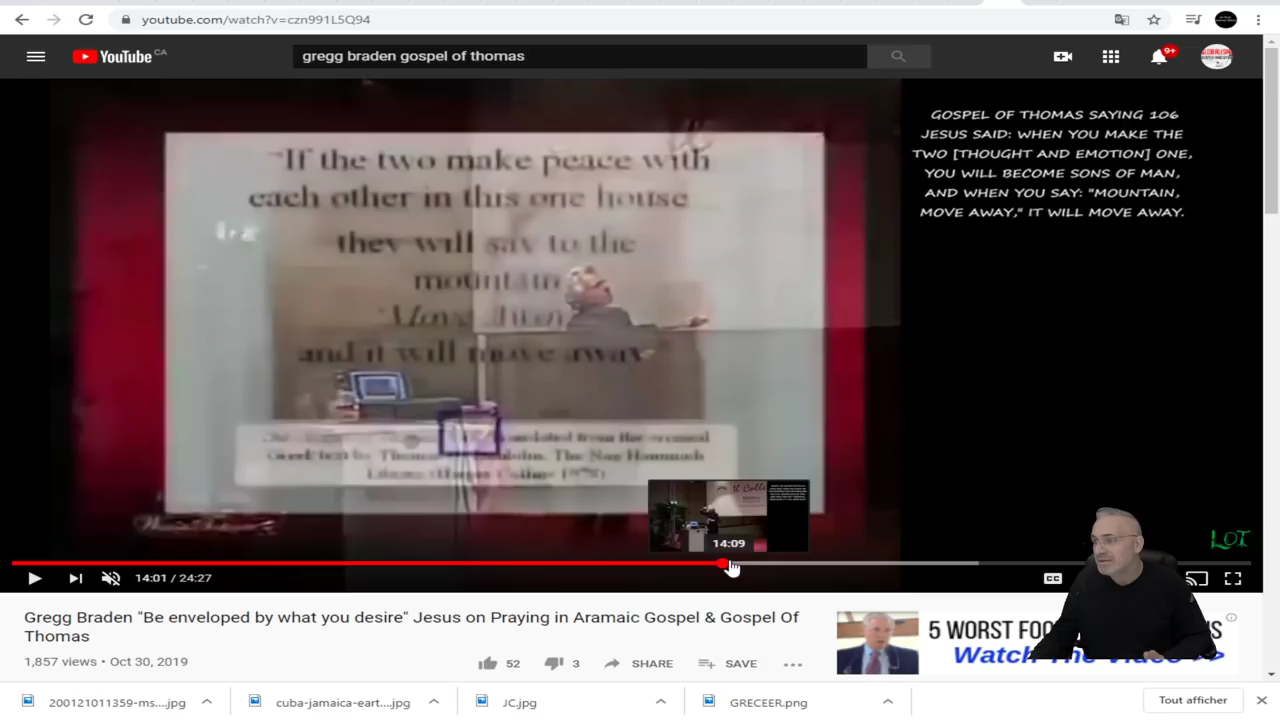 youtube.com/watch?v=czn991L5Q94
YouTube CA
gregg braden gospel of thomas
9+
"If the two make peace with
each other in this one house
they will say to the
mountain
and it will move away
GOSPEL OF THOMAS SAYING 106
JESUS SAID: WHEN YOU MAKE THE
TWO [THOUGHT AND EMOTION] ONE,
YOU WILL BECOME SONS OF MAN,
AND WHEN YOU SAY: "MOUNTAIN,
MOVE AWAY," IT WILL MOVE AWAY.
14:09
LOT
14:01 / 24:27
CC
Gregg Braden "Be enveloped by what you desire" Jesus on Praying in Aramaic Gospel & Gospel Of
Thomas
1,857 views • Oct 30, 2019
52
3
SHARE
SAVE
5 WORST
Watch
200121011359-ms....jpg
cuba-jamaica-eart....jpg
JC.jpg
GRECEER.png
Tout afficher